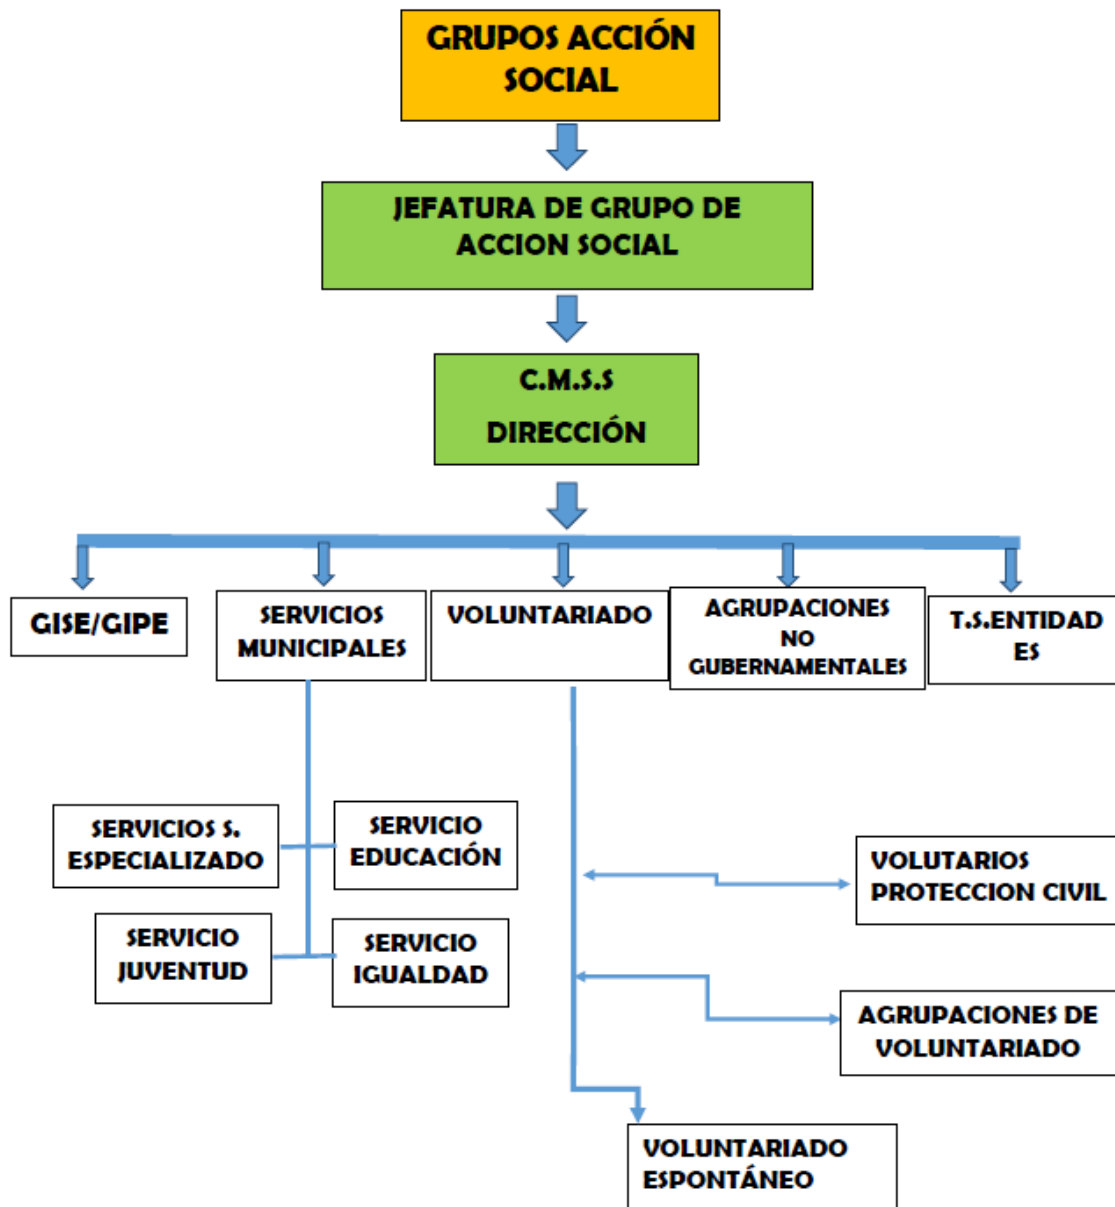 GRUPOS ACCIÓN
SOCIAL
JEFATURA DE GRUPO DE
ACCION SOCIAL
C.M.S.S
DIRECCIÓN
GISE/GIPE
SERVICIOS
MUNICIPALES
VOLUNTARIADO
AGRUPACIONES
NO
GUBERNAMENTALES
T.S.ENTIDAD
ES
SERVICIOS S.
ESPECIALIZADO
SERVICIO
EDUCACIÓN
SERVICIO
JUVENTUD
SERVICIO
IGUALDAD
VOLUTARIOS
PROTECCION CIVIL
AGRUPACIONES DE
VOLUNTARIADO
VOLUNTARIADO
ESPONTÁNEO